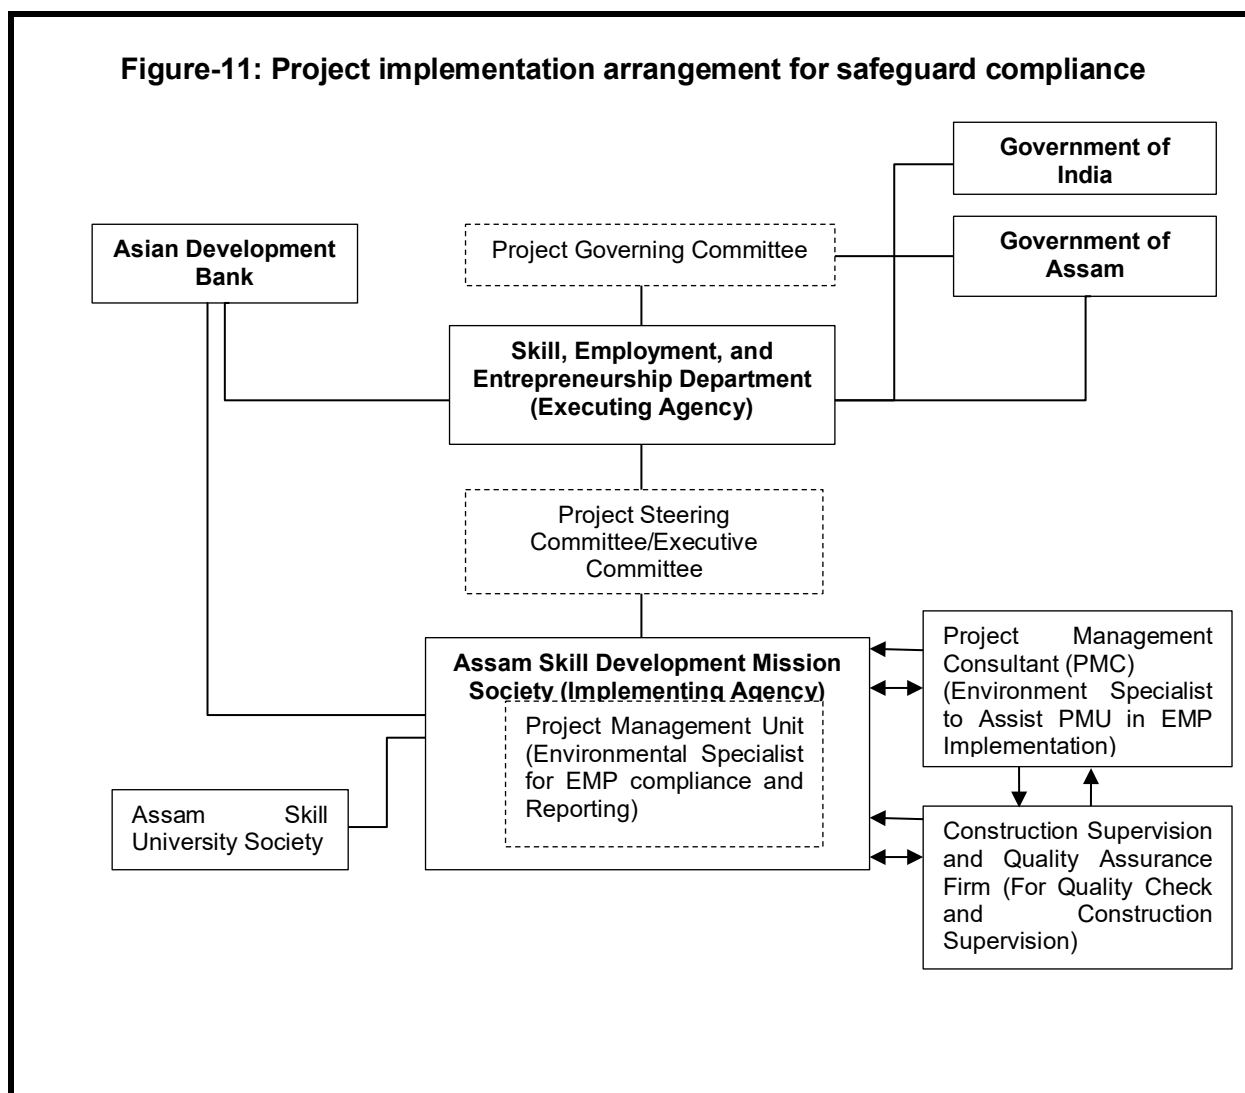 Figure-11: Project implementation arrangement for safeguard compliance
Government of
India
Asian Development
Bank
Project Governing Committee
Government of
Assam
Skill, Employment, and
Entrepreneurship Department
(Executing Agency)
Project Steering
Committee/Executive
Committee
Assam Skill Development Mission
Society (Implementing Agency)
Project Management Unit
(Environmental Specialist
for EMP compliance and
Reporting)
Project Management
Consultant (PMC)
(Environment Specialist
to Assist PMU in EMP
Implementation)
Assam Skill
University Society
Construction Supervision
and Quality Assurance
Firm (For Quality Check
and Construction
Supervision)